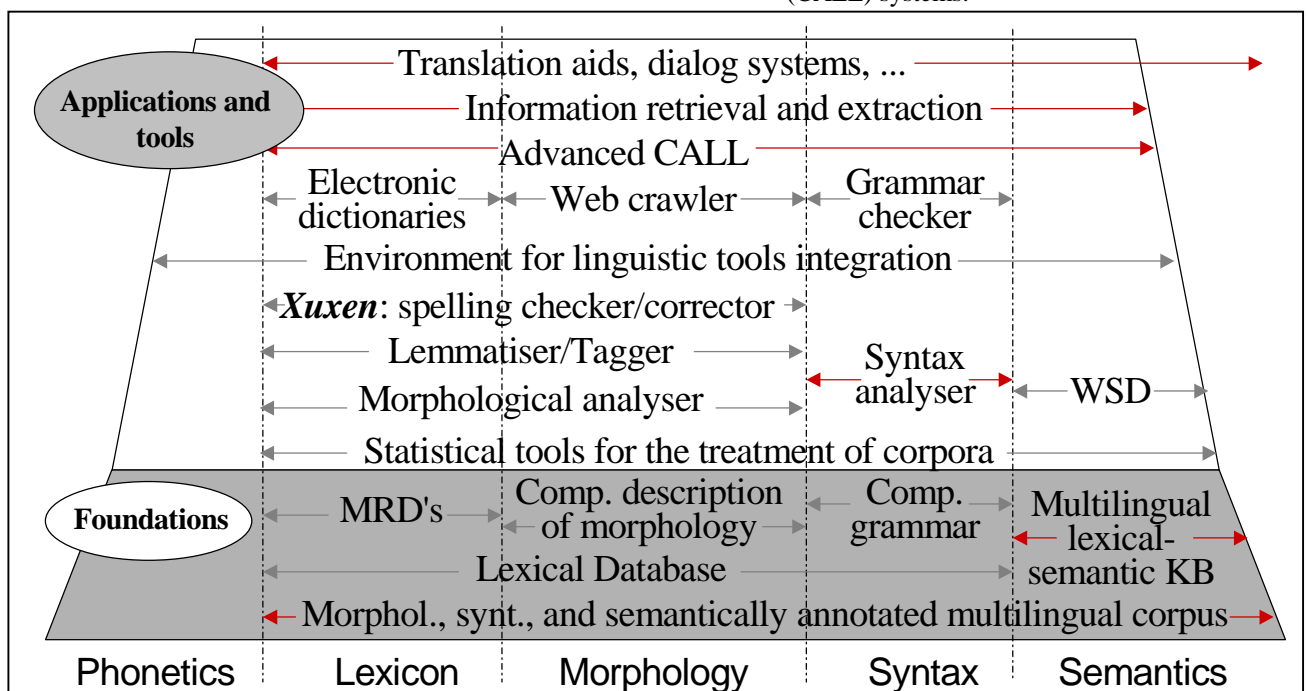 (CALL) systems.
Translation aids, dialog systems, ...
Applications and
tools
Information retrieval and extraction
Advanced CALL
Electronic
dictionaries
Web crawler
Grammar
checker
Environment for linguistic tools integration
Xuxen: spelling checker/corrector
Lemmatiser/Tagger
Syntax
analyser
Morphological analyser
WSD
Statistical tools for the treatment of corpora
Foundations
MRD's
Comp. description
of morphology
Comp.
grammar
Multilingual
lexical-
semantic KB
Lexical Database
Morphol., synt., and semantically annotated multilingual corpus
Phonetics Lexicon Morphology Syntax Semantics